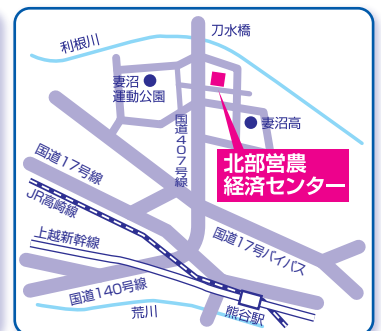 刀水橋
利根川
妻沼
運動公園
妻沼高
国道407号線
北部営農
経済センター
国道17号線
JR高崎線
上越新幹線
国道17号バイパス
国道140号線
荒川
熊谷駅